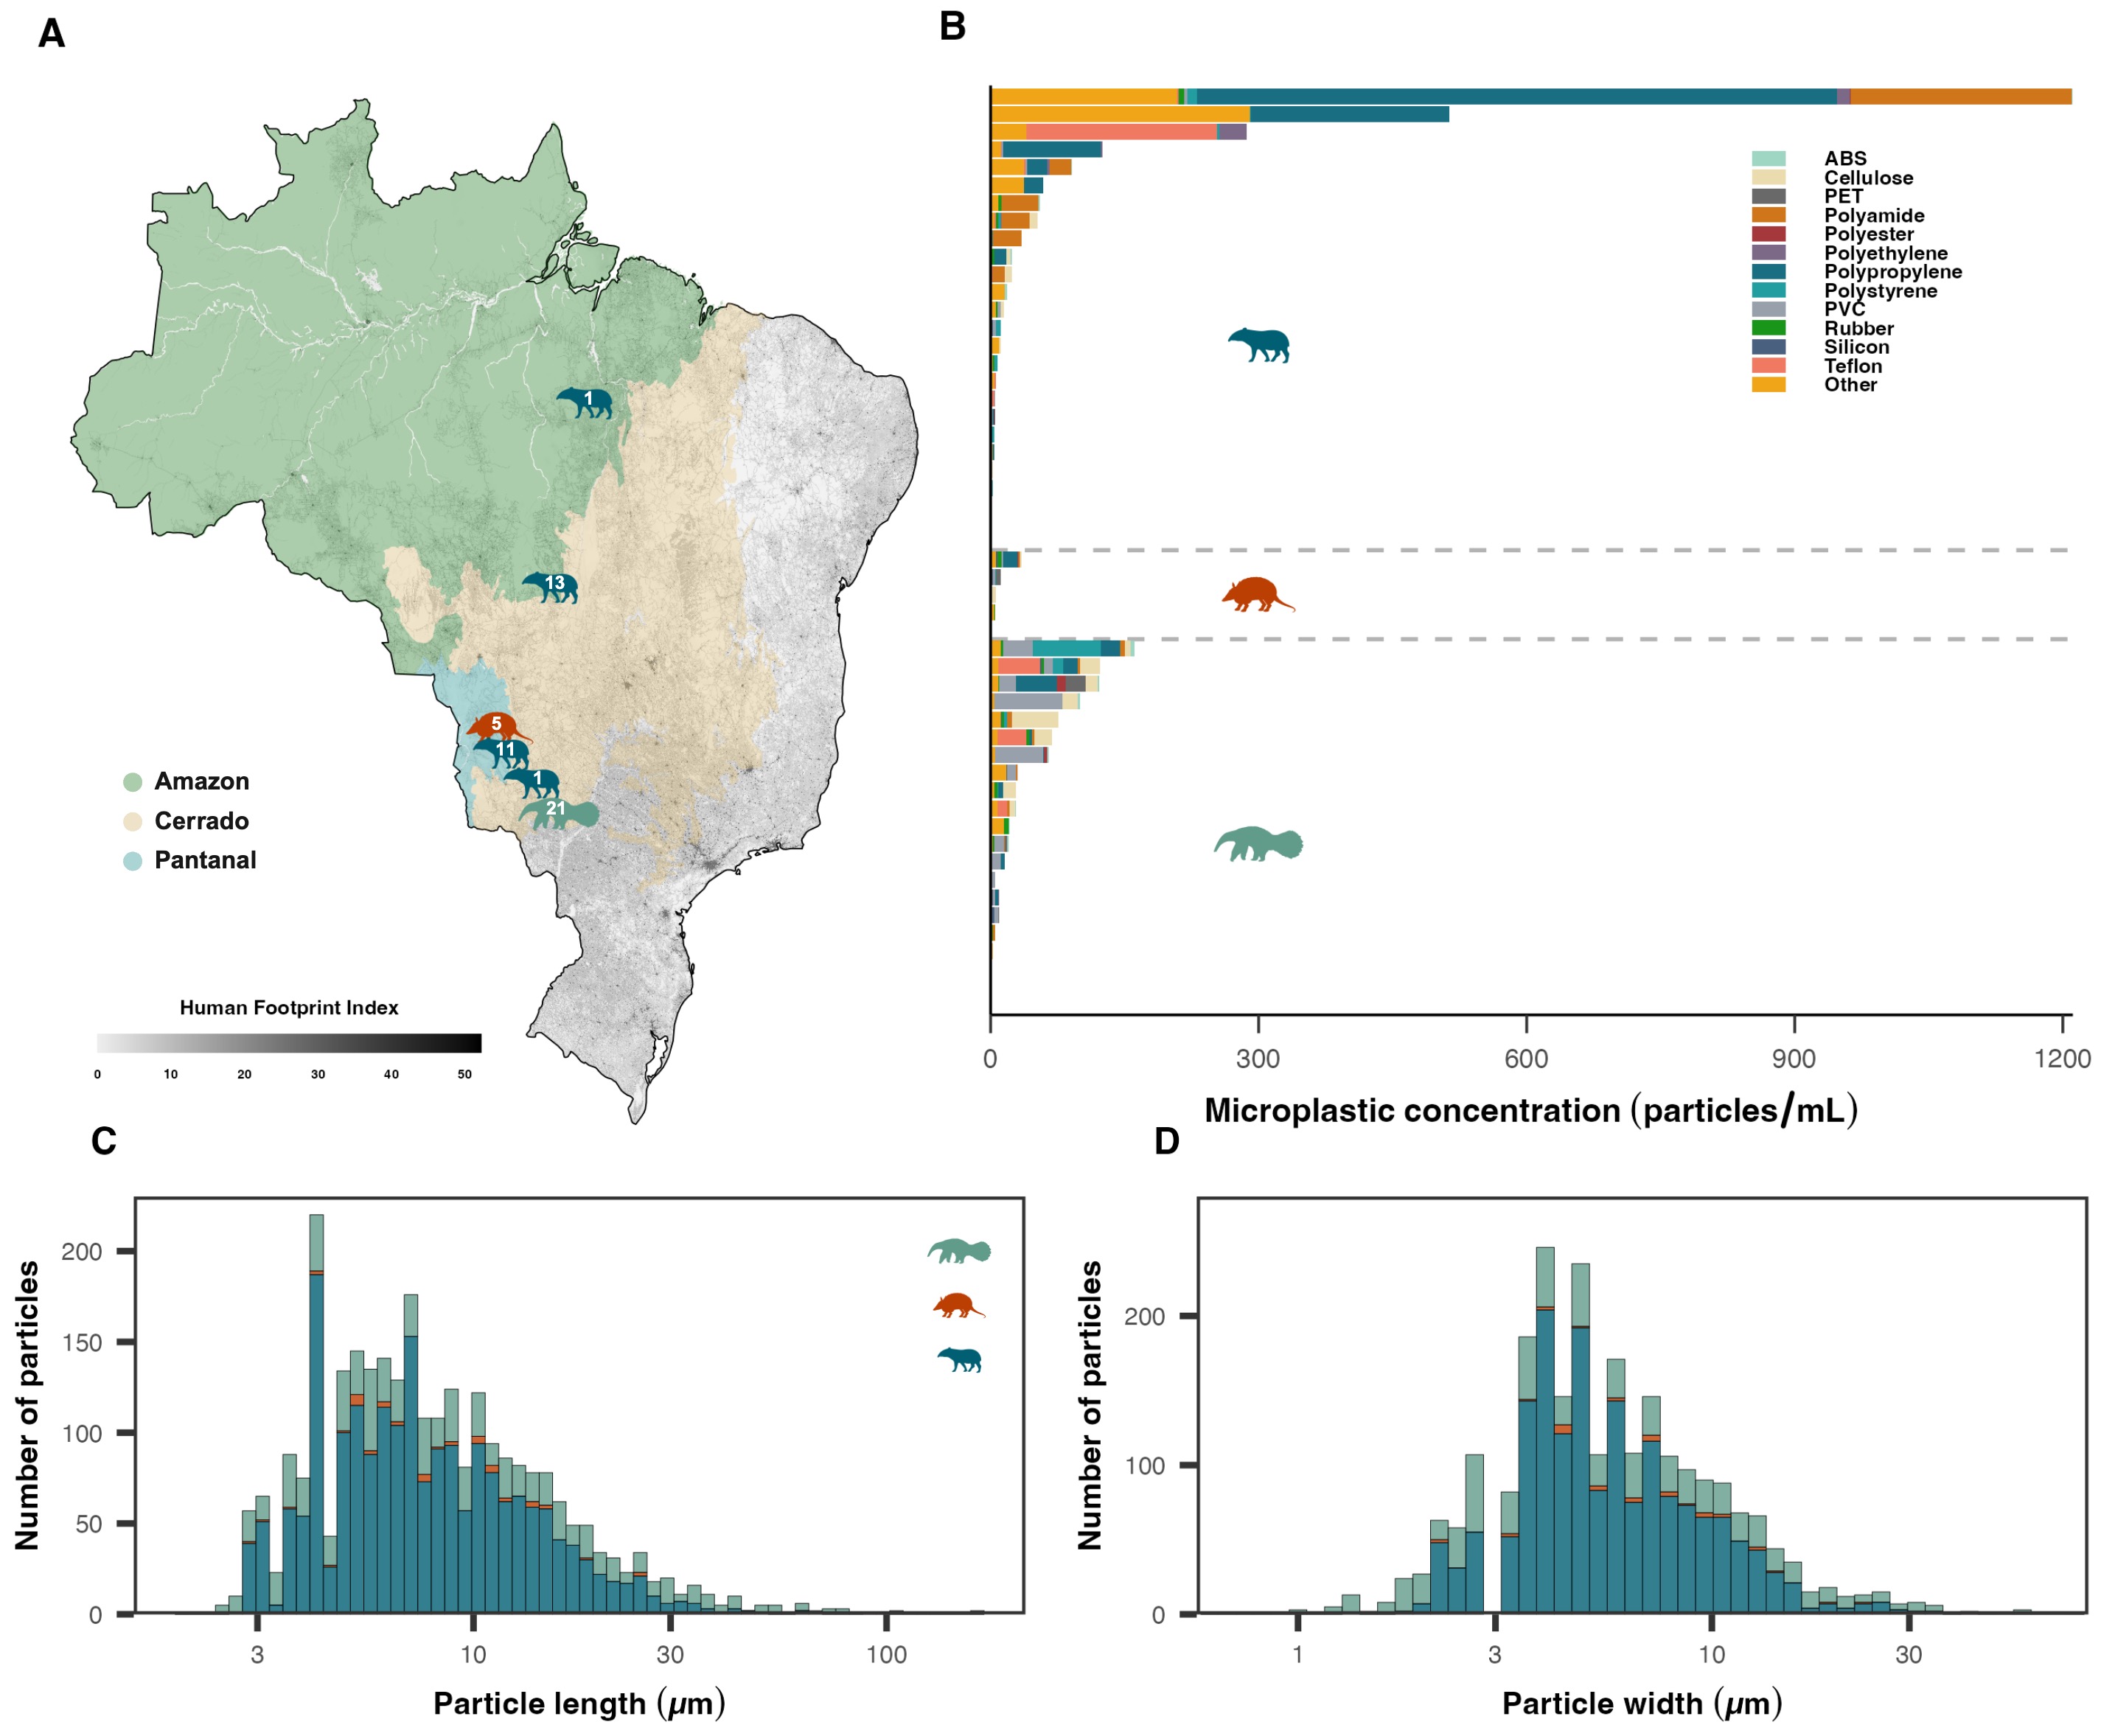 A
1
13
5
11
1
21
Amazon
Cerrado
Pantanal
Human Footprint Index
0 10 20 30 40 50
B
ABS
Cellulose
PET
Polyamide
Polyester
Polyethylene
Polypropylene
Polystyrene
PVC
Rubber
Silicon
Teflon
Other
0 300 600 900 1200
Microplastic concentration (particles/mL)
C
Number of particles
200
150
100
50
0
3 10 30 100
Particle length (μm)
D
Number of particles
200
100
0
1 3 10 30
Particle width (μm)